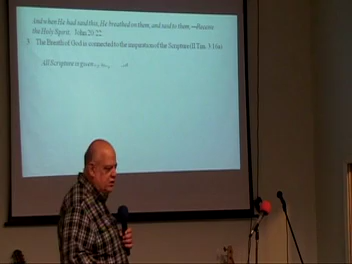 And when He had said this, He breathed on them, and said to them, ―Receive
the Holy Spirit. John 20:22
3. The Breath of God is connected to the inspiration of the Scripture (II Tim. 3:16a)
All Scripture is given